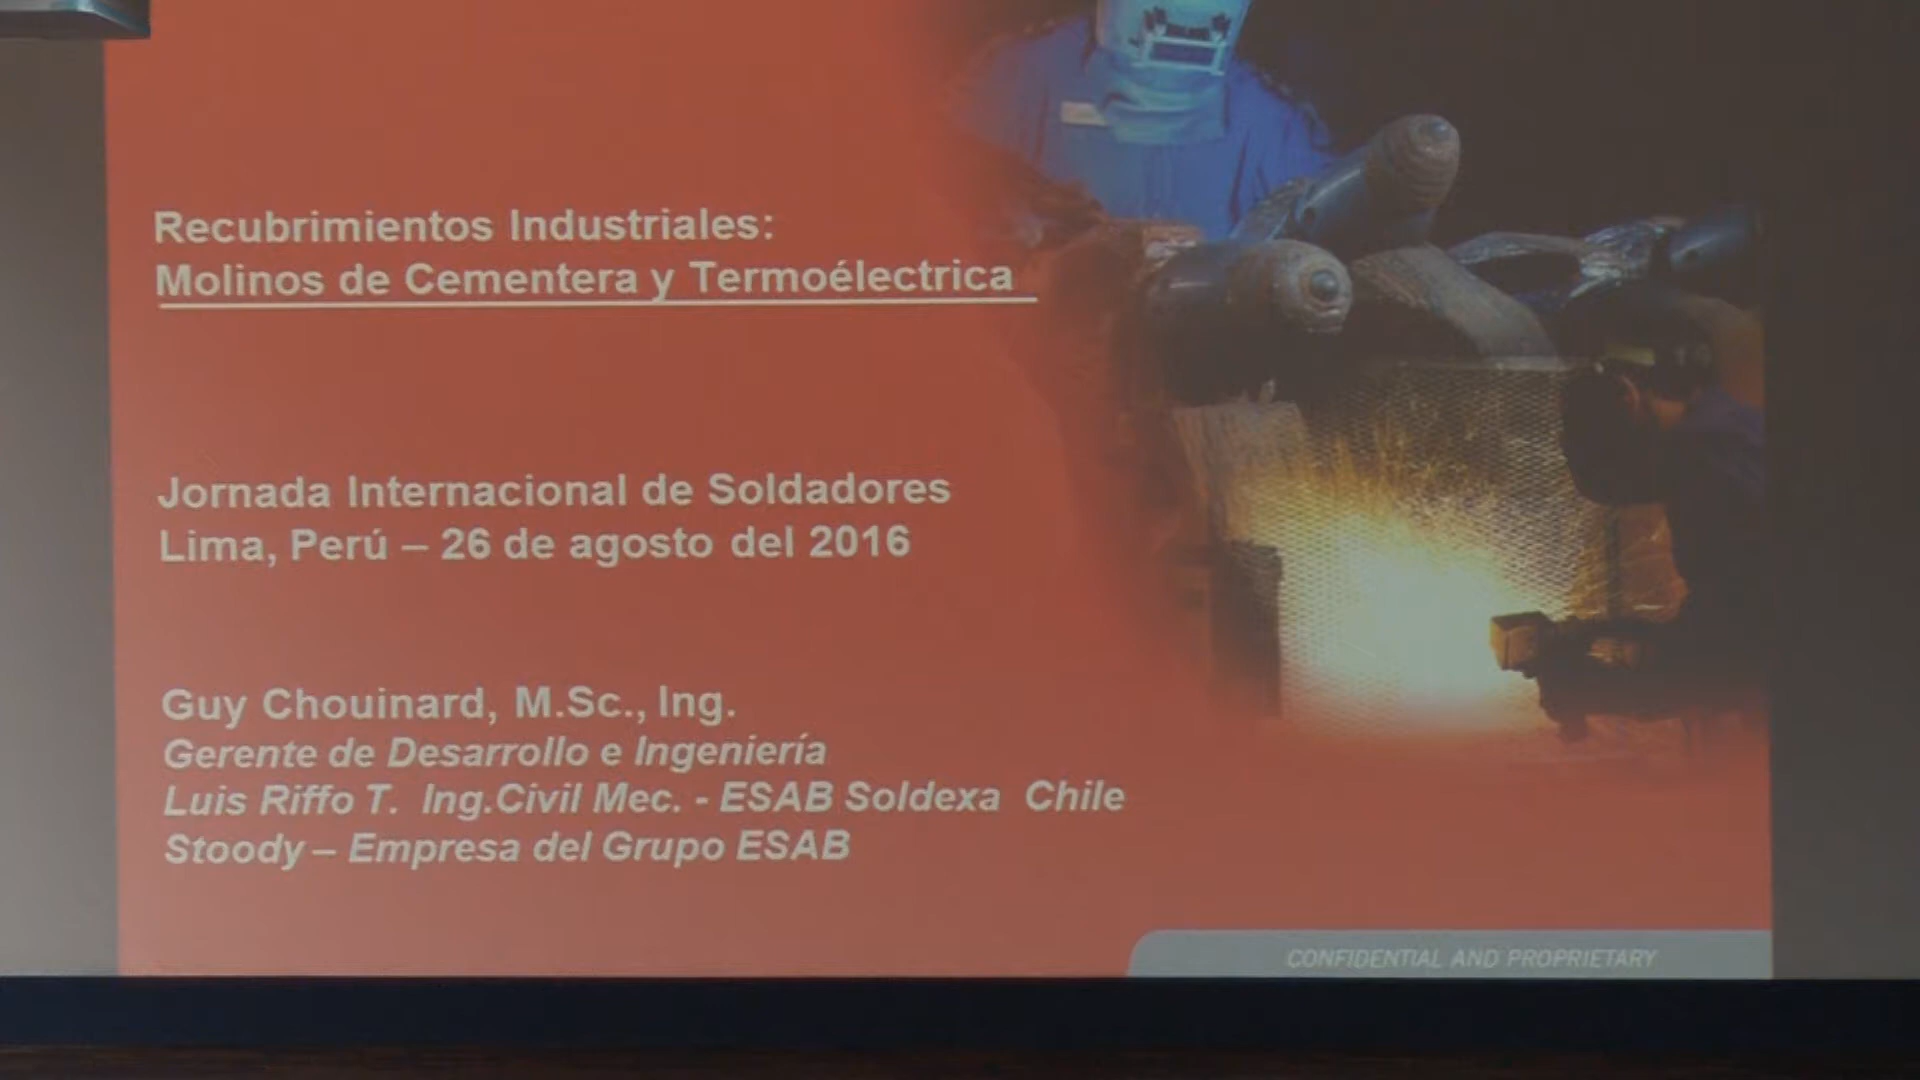 Recubrimientos Industriales:
Molinos de Cementera y Termoélectrica
Jornada Internacional de Soldadores
Lima, Perú – 26 de agosto del 2016
Guy Chouinard, M.Sc., Ing.
Gerente de Desarrollo e Ingeniería
Luis Riffo T. Ing.Civil Mec. - ESAB Soldexa Chile
Stoody – Empresa del Grupo ESAB
CONFIDENTIAL AND PROPRIETARY